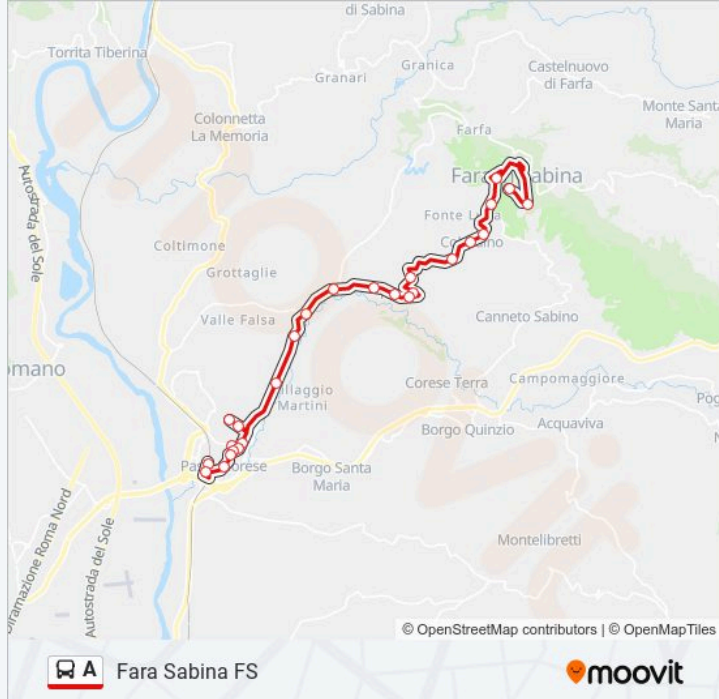 di Sabina
Torrita Tiberina
Granari
Granica
Castelnuovo
di Farfa
Colonnetta
La Memoria
Monte Santa
Maria
Farfa
Autostrada del Sole
Fara Sabina
Fonte
Coltimone
Grottaglie
Valle Falsa
Canneto Sabino
omano
Villaggio
Martini
Corese Terra
Campomaggiore
Pog
Borgo Quinzio
Acquaviva
Borgo Santa
Maria
Diramazione Roma Nord
Autostrada del Sole
Montelibretti
© OpenStreetMap contributors | © OpenMapTiles
A Fara Sabina FS
moovit